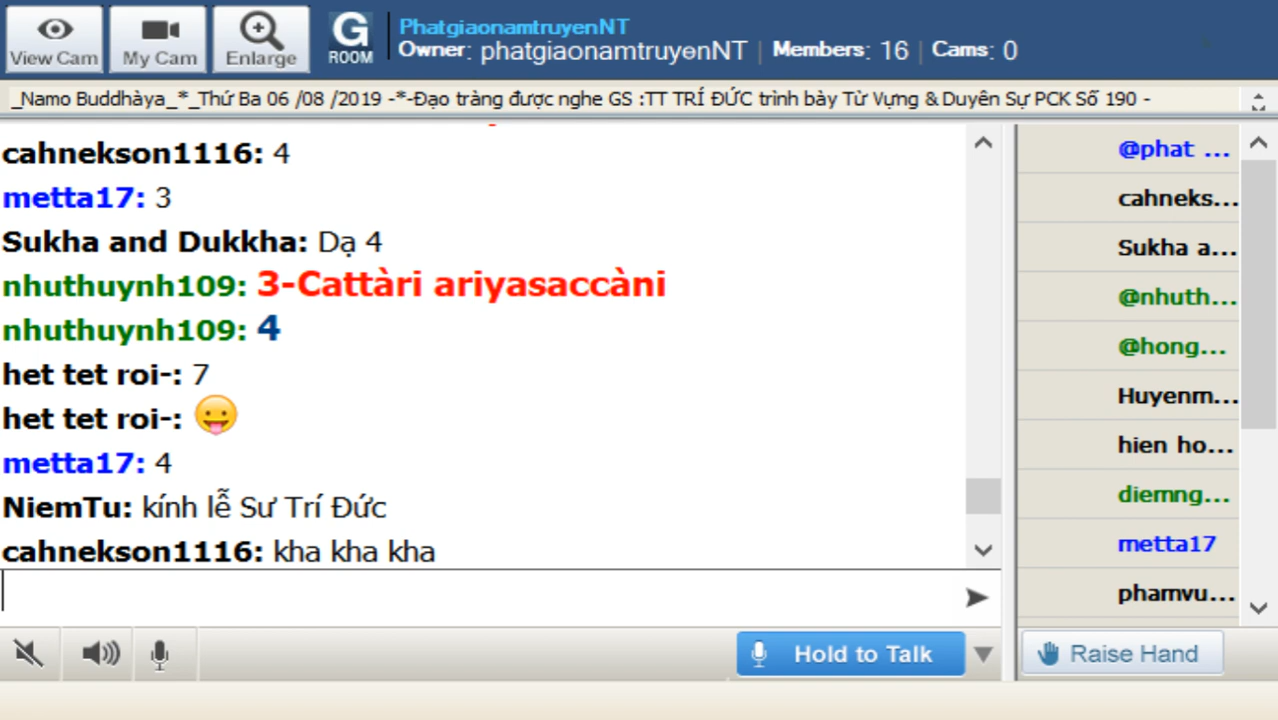 View Cam
My Cam
Enlarge
G
ROOM
PhatgiaonamtruyenNT
Owner: phatgiaonamtruyenNT | Members: 16 | Cams: 0
_Namo Buddhàya_*_Thứ Ba 06 /08 /2019 -*-Đạo tràng được nghe GS :TT TRÍ ĐỨC trình bày Từ Vựng & Duyên Sự PCK Số 190 -
cahnekson1116: 4
metta17: 3
Sukha and Dukkha: Dạ 4
nhuthuynh109: 3-Cattàri ariyasaccàni
nhuthuynh109: 4
het tet roi-: 7
het tet roi-:
metta17: 4
NiemTu: kính lễ Sư Trí Đức
cahnekson1116: kha kha kha
@phat ...
cahneks...
Sukha a...
@nhuth...
@hong...
Huyenm...
hien ho...
diemng...
metta17
phamvu...
Hold to Talk
Raise Hand